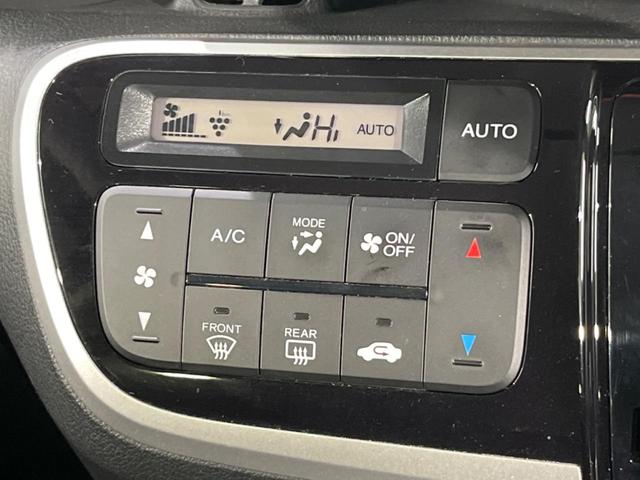 Hi AUTO
AUTO
A/C
MODE
ON/
OFF
FRONT
REAR